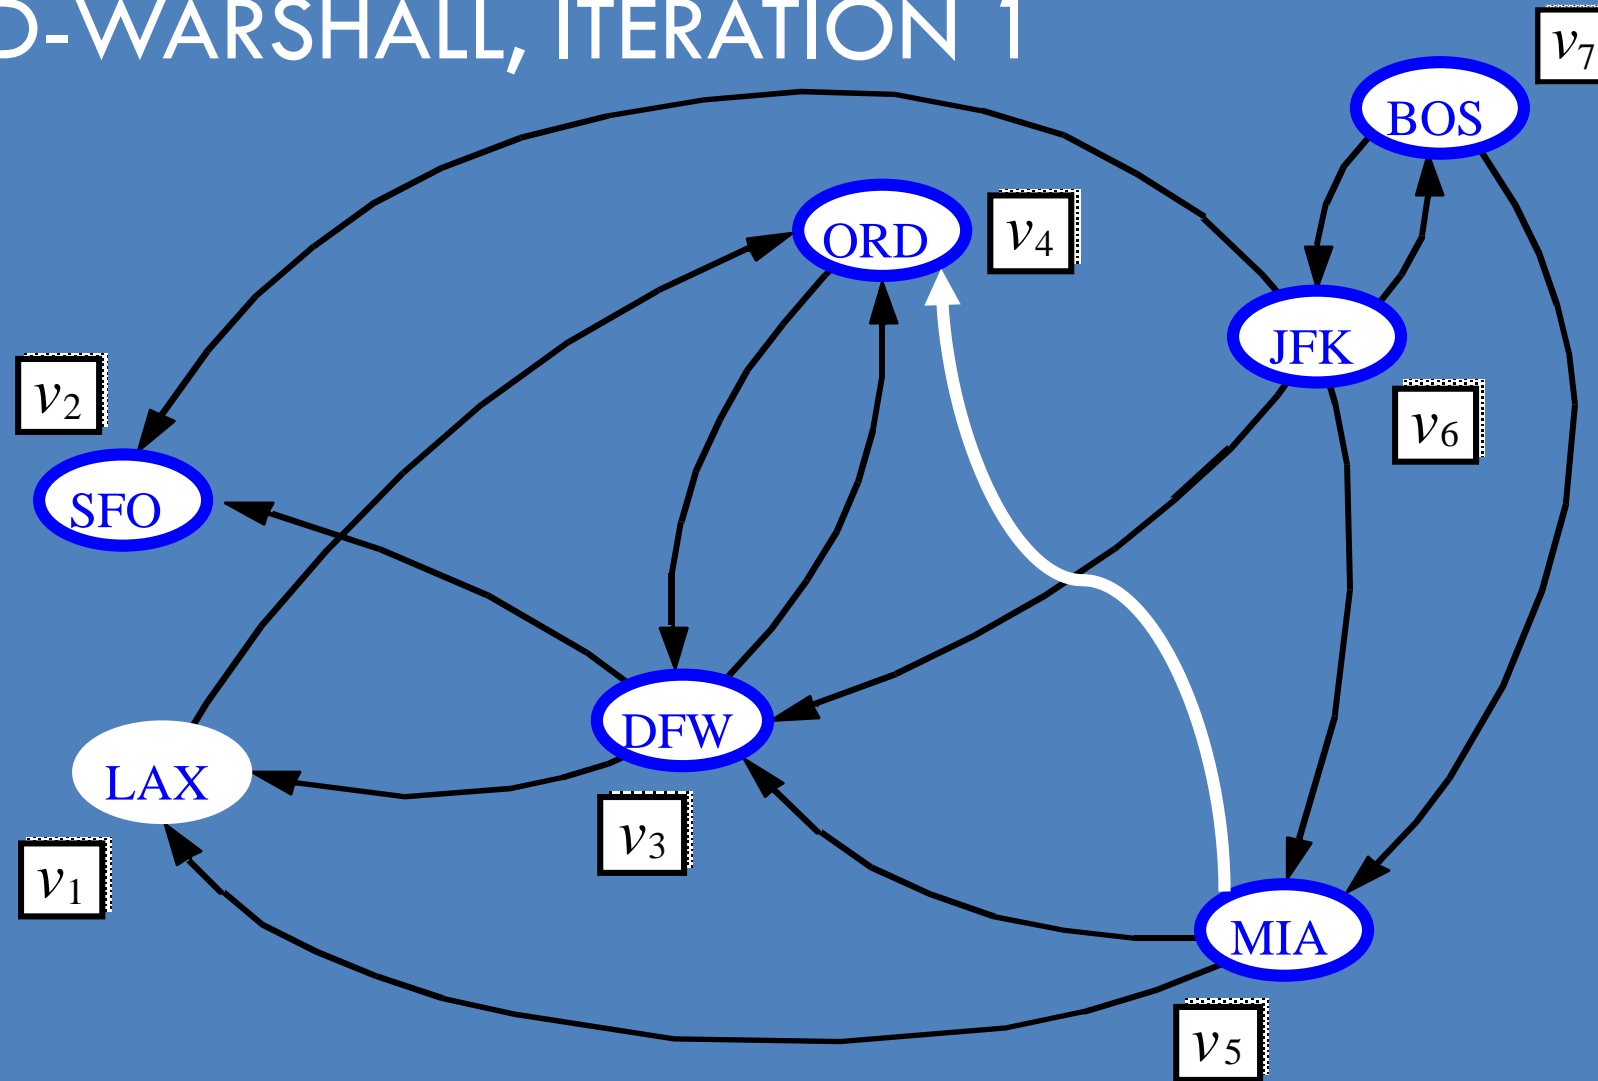 D-WARSHALL, ITERATION 1
v7
BOS
ORD
v4
JFK
v2
v6
SFO
DFW
LAX
v3
v1
MIA
v5